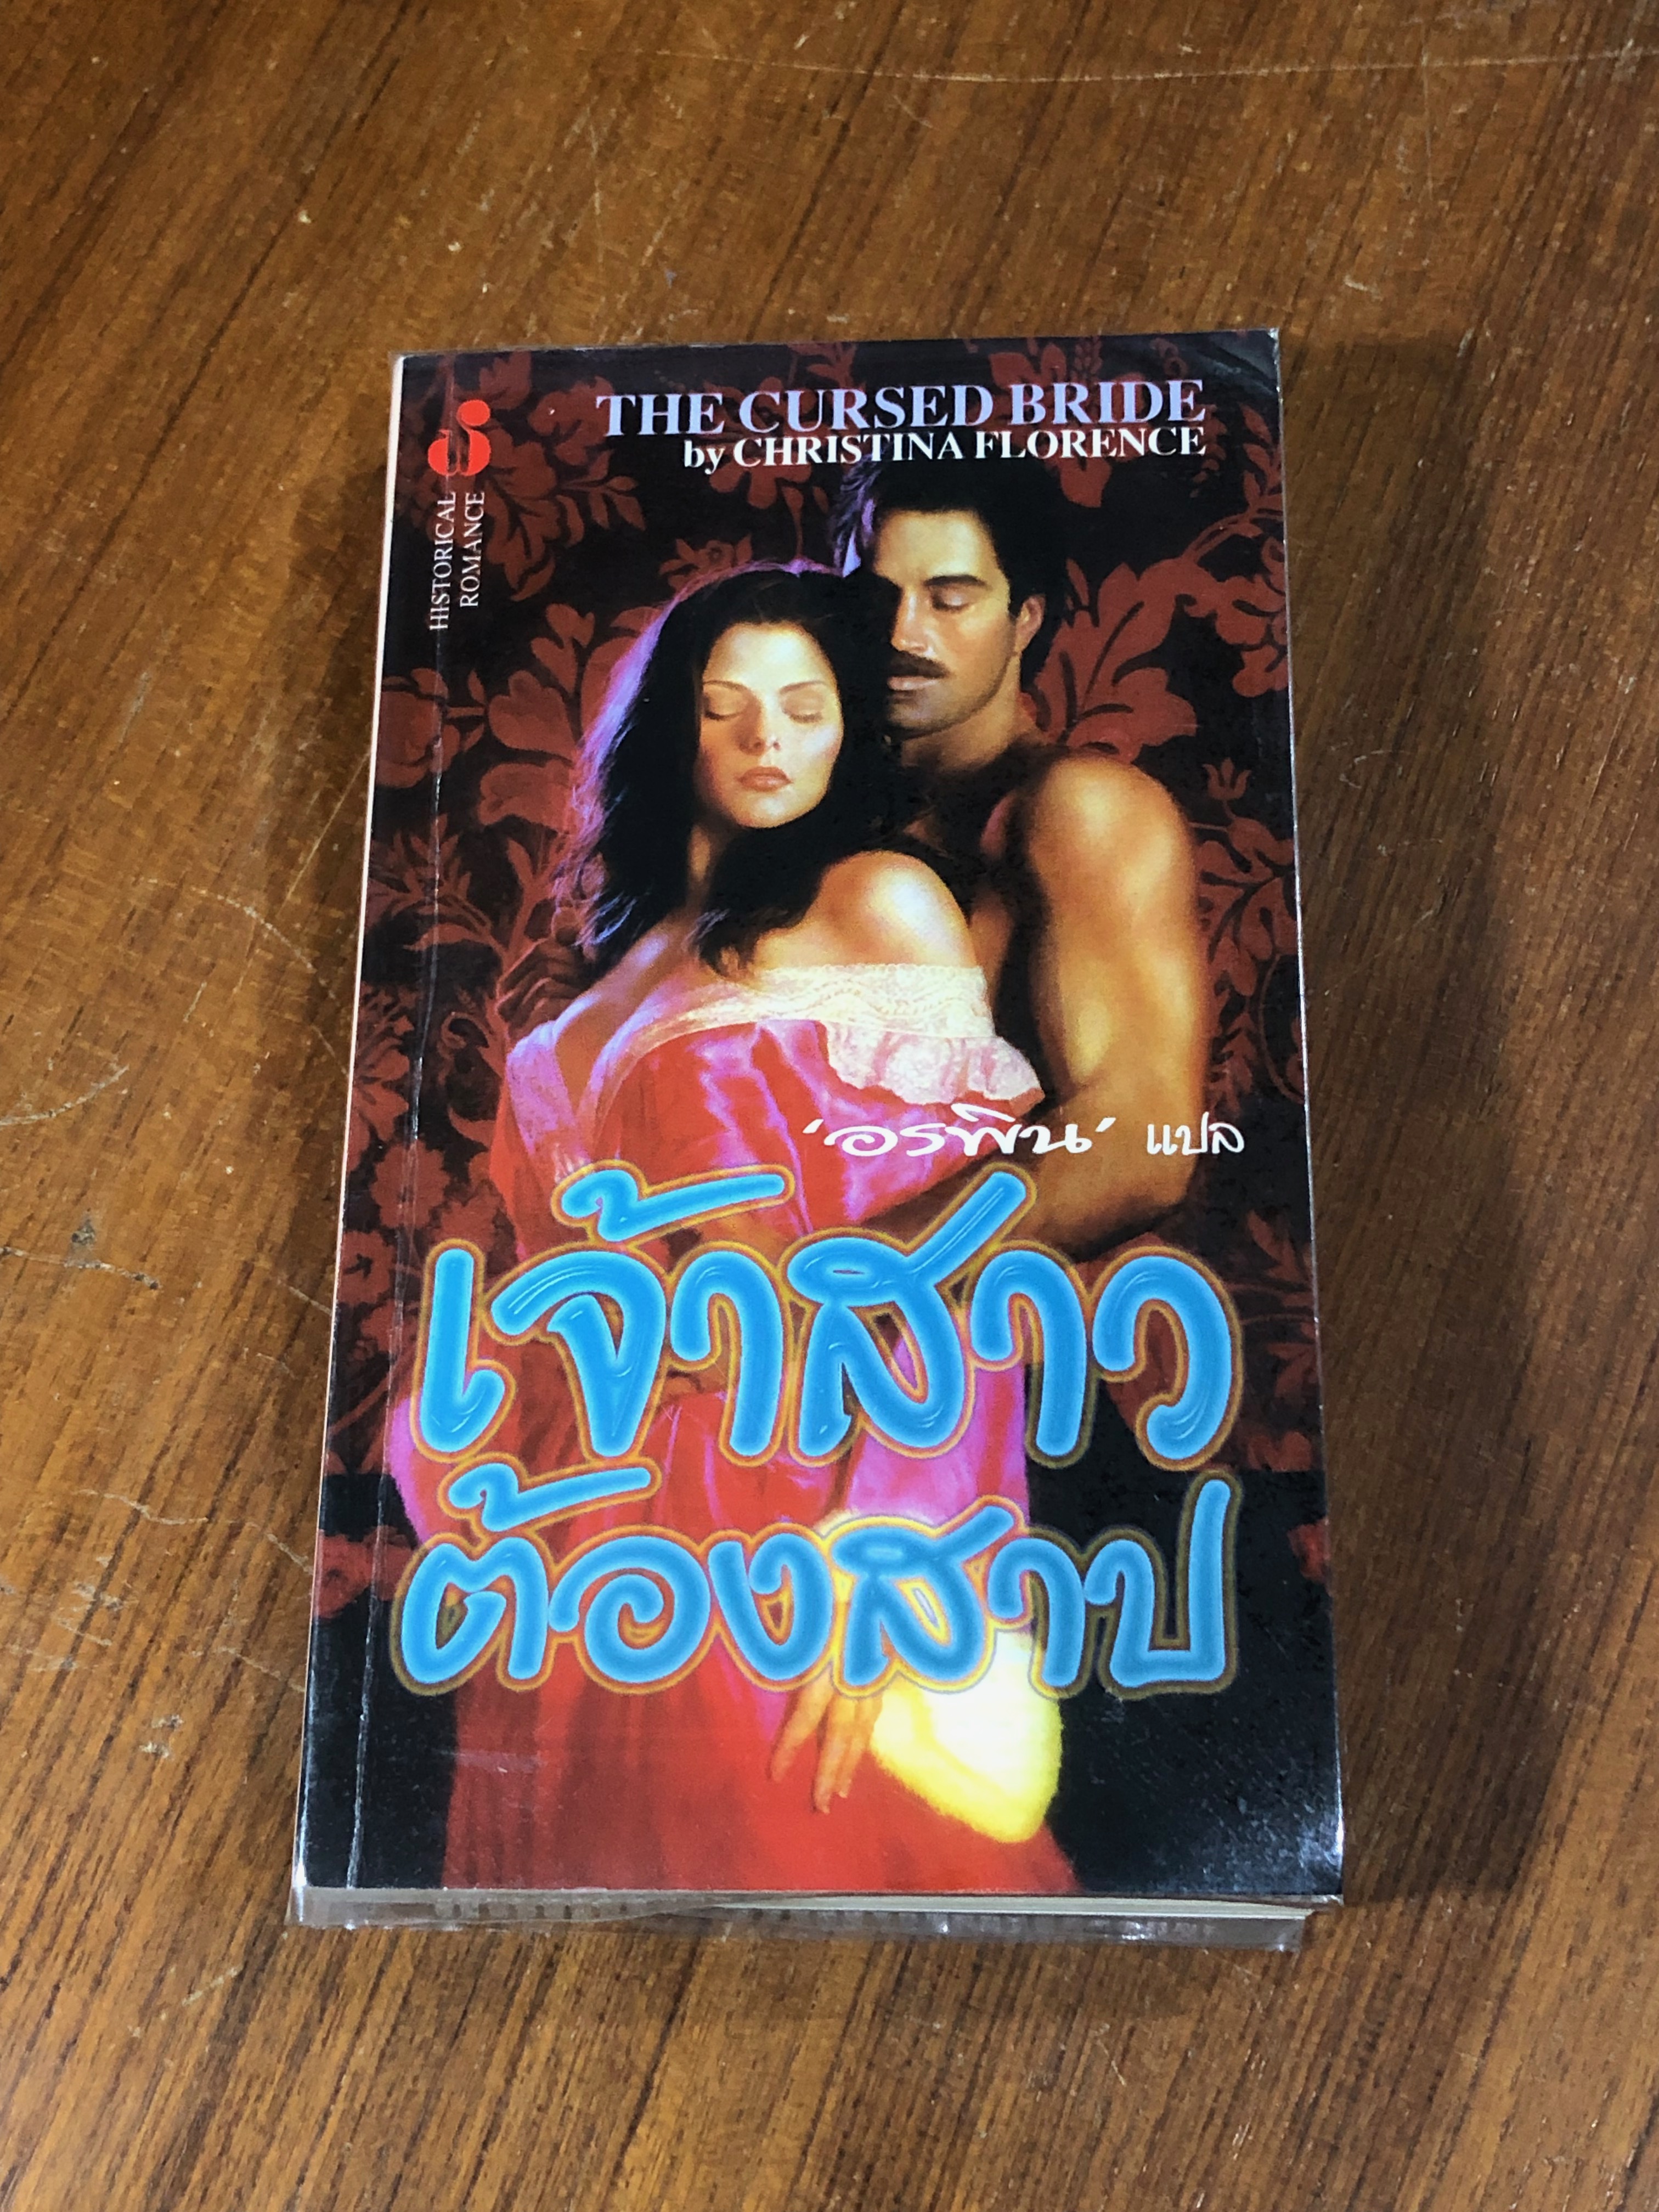 THE CURSED BRIDE
by CHRISTINA FLORENCE
HISTORICAL
ROMANCE
'อรพิน' แปล
เจ้าสาว
ต้องสาป